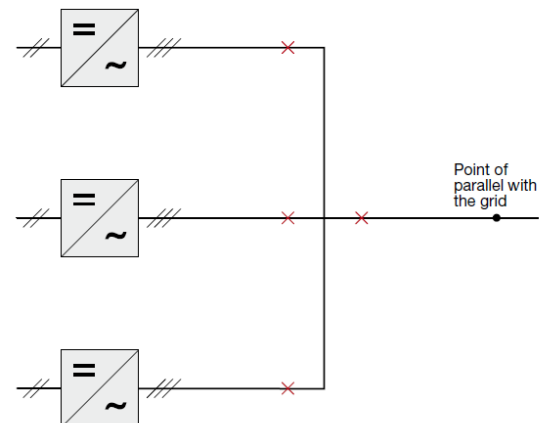 =
~
Point of
parallel with
the grid
=
~
=
~